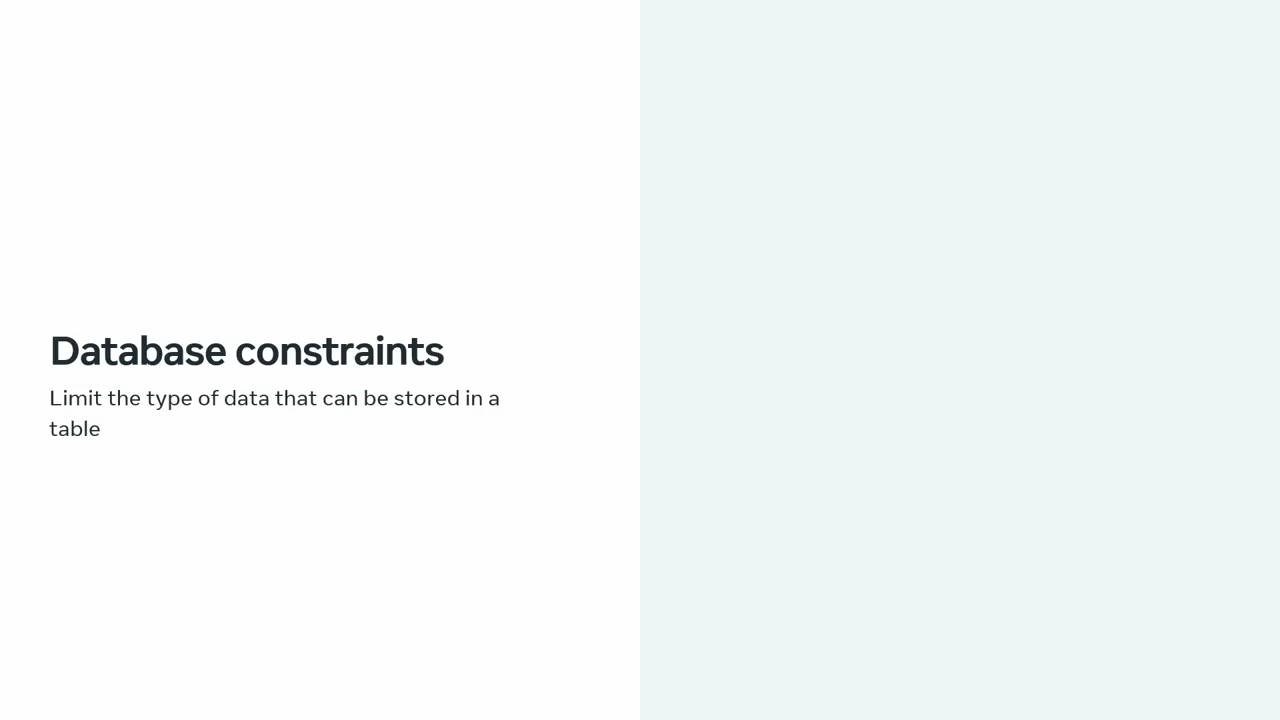 Database constraints
Limit the type of data that can be stored in a
table